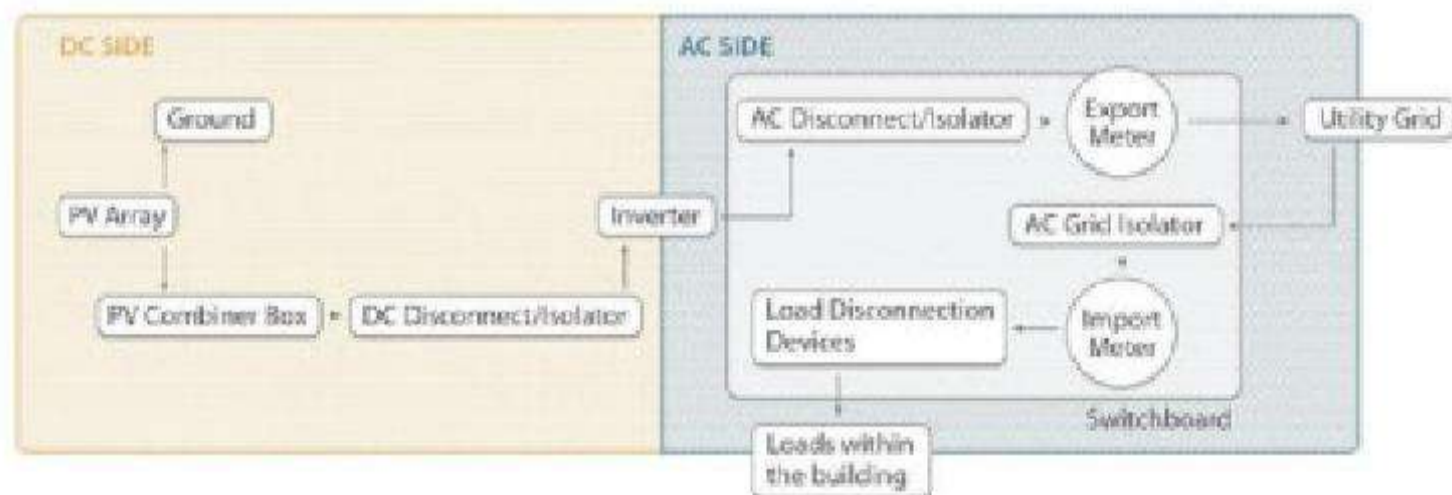 DC SIDE
AC SIDE
Ground
AC Disconnect/Isolator
Export
Meter
Utility Grid
PV Array
Inverter
AC Grid Isolator
PV Combiner Box
DC Disconnect/Isolator
Load Disconnection
Devices
Import
Meter
Switchboard
Loads within
the building